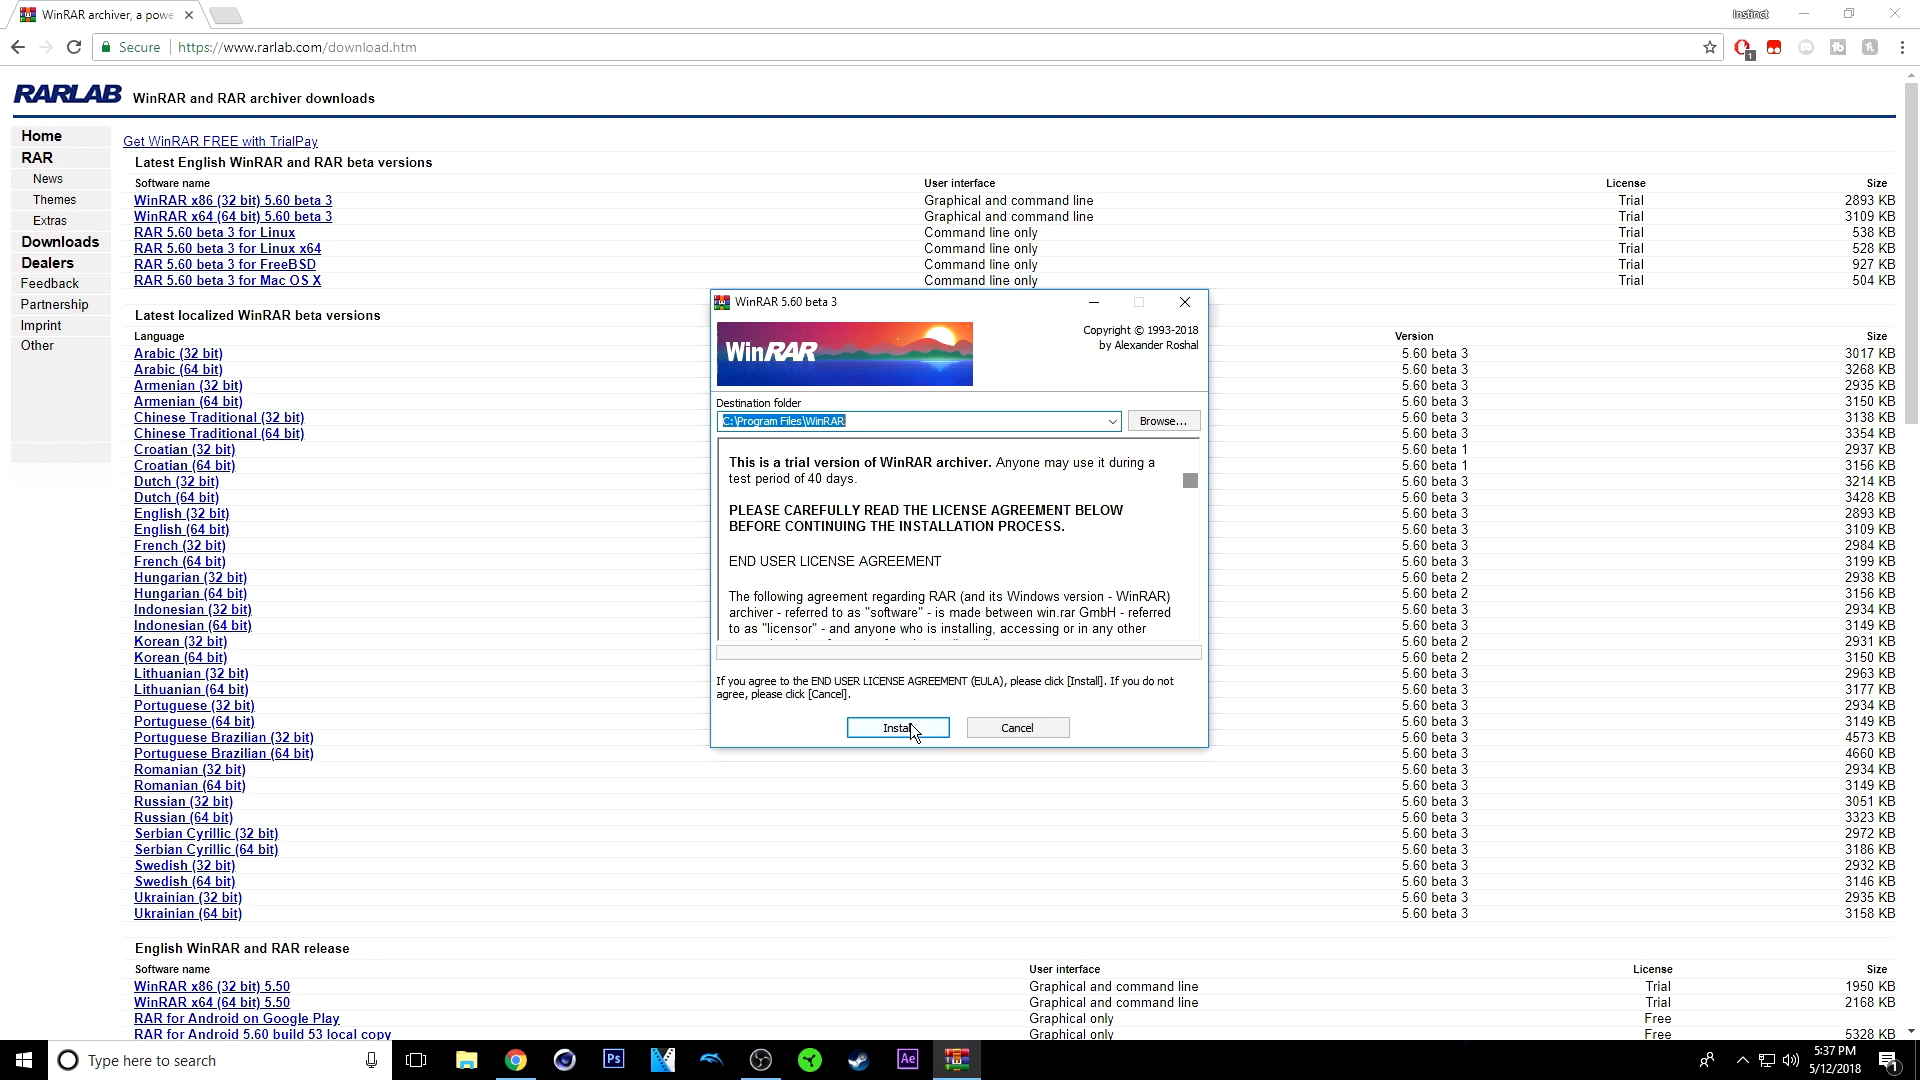 WinRAR archiver, a powe
Instinct
Secure
https://www.rarlab.com/download.htm
RARLAB
WinRAR and RAR archiver downloads
Home
RAR
News
Themes
Extras
Downloads
Dealers
Feedback
Partnership
Imprint
Other
Get WinRAR FREE with TrialPay
Latest English WinRAR and RAR beta versions
Software name User interface License Size
WinRAR x86 (32 bit) 5.60 beta 3 Graphical and command line Trial 2893 KB
WinRAR x64 (64 bit) 5.60 beta 3 Graphical and command line Trial 3109 KB
RAR 5.60 beta 3 for Linux Command line only Trial 538 KB
RAR 5.60 beta 3 for Linux x64 Command line only Trial 528 KB
RAR 5.60 beta 3 for FreeBSD Command line only Trial 927 KB
RAR 5.60 beta 3 for Mac OS X Command line only Trial 504 KB
Latest localized WinRAR beta versions
Language Version Size
Arabic (32 bit) 5.60 beta 3 3017 KB
Arabic (64 bit) 5.60 beta 3 3268 KB
Armenian (32 bit) 5.60 beta 3 2935 KB
Armenian (64 bit) 5.60 beta 3 3150 KB
Chinese Traditional (32 bit) 5.60 beta 3 3138 KB
Chinese Traditional (64 bit) 5.60 beta 3 3354 KB
Croatian (32 bit) 5.60 beta 1 2937 KB
Croatian (64 bit) 5.60 beta 1 3156 KB
Dutch (32 bit) 5.60 beta 3 3214 KB
Dutch (64 bit) 5.60 beta 3 3428 KB
English (32 bit) 5.60 beta 3 2893 KB
English (64 bit) 5.60 beta 3 3109 KB
French (32 bit) 5.60 beta 3 2984 KB
French (64 bit) 5.60 beta 3 3199 KB
Hungarian (32 bit) 5.60 beta 2 2938 KB
Hungarian (64 bit) 5.60 beta 2 3156 KB
Indonesian (32 bit) 5.60 beta 3 2934 KB
Indonesian (64 bit) 5.60 beta 3 3149 KB
Korean (32 bit) 5.60 beta 2 2931 KB
Korean (64 bit) 5.60 beta 2 3150 KB
Lithuanian (32 bit) 5.60 beta 3 2963 KB
Lithuanian (64 bit) 5.60 beta 3 3177 KB
Portuguese (32 bit) 5.60 beta 3 2934 KB
Portuguese (64 bit) 5.60 beta 3 3149 KB
Portuguese Brazilian (32 bit) 5.60 beta 3 4573 KB
Portuguese Brazilian (64 bit) 5.60 beta 3 4660 KB
Romanian (32 bit) 5.60 beta 3 2934 KB
Romanian (64 bit) 5.60 beta 3 3149 KB
Russian (32 bit) 5.60 beta 3 3051 KB
Russian (64 bit) 5.60 beta 3 3323 KB
Serbian Cyrillic (32 bit) 5.60 beta 3 2972 KB
Serbian Cyrillic (64 bit) 5.60 beta 3 3186 KB
Swedish (32 bit) 5.60 beta 3 2932 KB
Swedish (64 bit) 5.60 beta 3 3146 KB
Ukrainian (32 bit) 5.60 beta 3 2935 KB
Ukrainian (64 bit) 5.60 beta 3 3158 KB
English WinRAR and RAR release
Software name User interface License Size
WinRAR x86 (32 bit) 5.50 Graphical and command line Trial 1950 KB
WinRAR x64 (64 bit) 5.50 Graphical and command line Trial 2168 KB
RAR for Android on Google Play Graphical only Free
RAR for Android 5.60 build 53 local copy Graphical only Free 5328 KB
WinRAR 5.60 beta 3
WinRAR
Copyright © 1993-2018
by Alexander Roshal
Destination folder
C:\Program Files\WinRAR
Browse...
This is a trial version of WinRAR archiver. Anyone may use it during a
test period of 40 days.
PLEASE CAREFULLY READ THE LICENSE AGREEMENT BELOW
BEFORE CONTINUING THE INSTALLATION PROCESS.
END USER LICENSE AGREEMENT
The following agreement regarding RAR (and its Windows version - WinRAR)
archiver - referred to as "software" - is made between win.rar GmbH - referred
to as "licensor" - and anyone who is installing, accessing or in any other
If you agree to the END USER LICENSE AGREEMENT (EULA), please click [Install]. If you do not
agree, please click [Cancel].
Install
Cancel
Type here to search
Ps
Ae
5:37 PM
5/12/2018
1